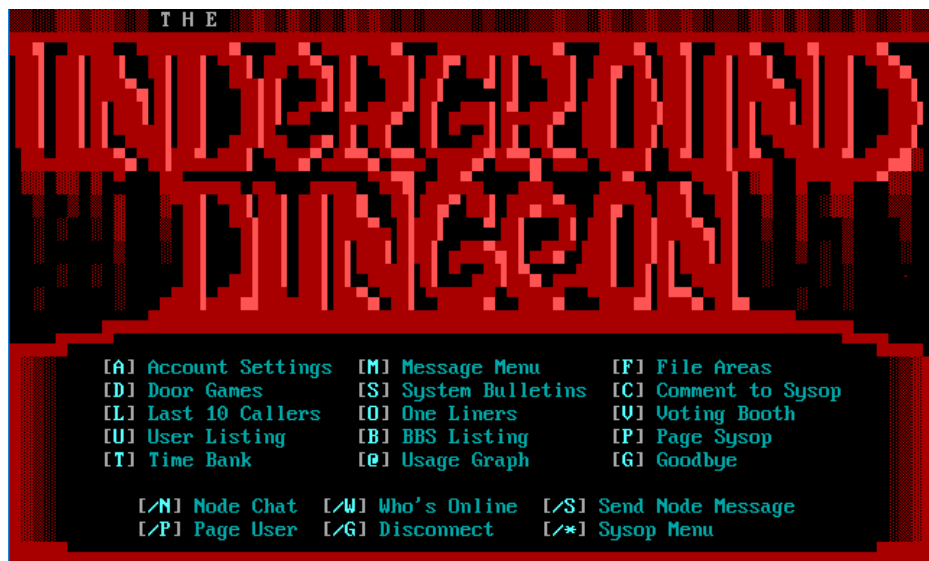 THE
UNDeRGROUND
DUNGeON
[A] Account Settings [M] Message Menu [F] File Areas
[D] Door Games [S] System Bulletins [C] Comment to Sysop
[L] Last 10 Callers [O] One Liners [V] Voting Booth
[U] User Listing [B] BBS Listing [P] Page Sysop
[T] Time Bank [@] Usage Graph [G] Goodbye
[/N] Node Chat [/W] Who's Online [/S] Send Node Message
[/P] Page User [/G] Disconnect [/*] Sysop Menu